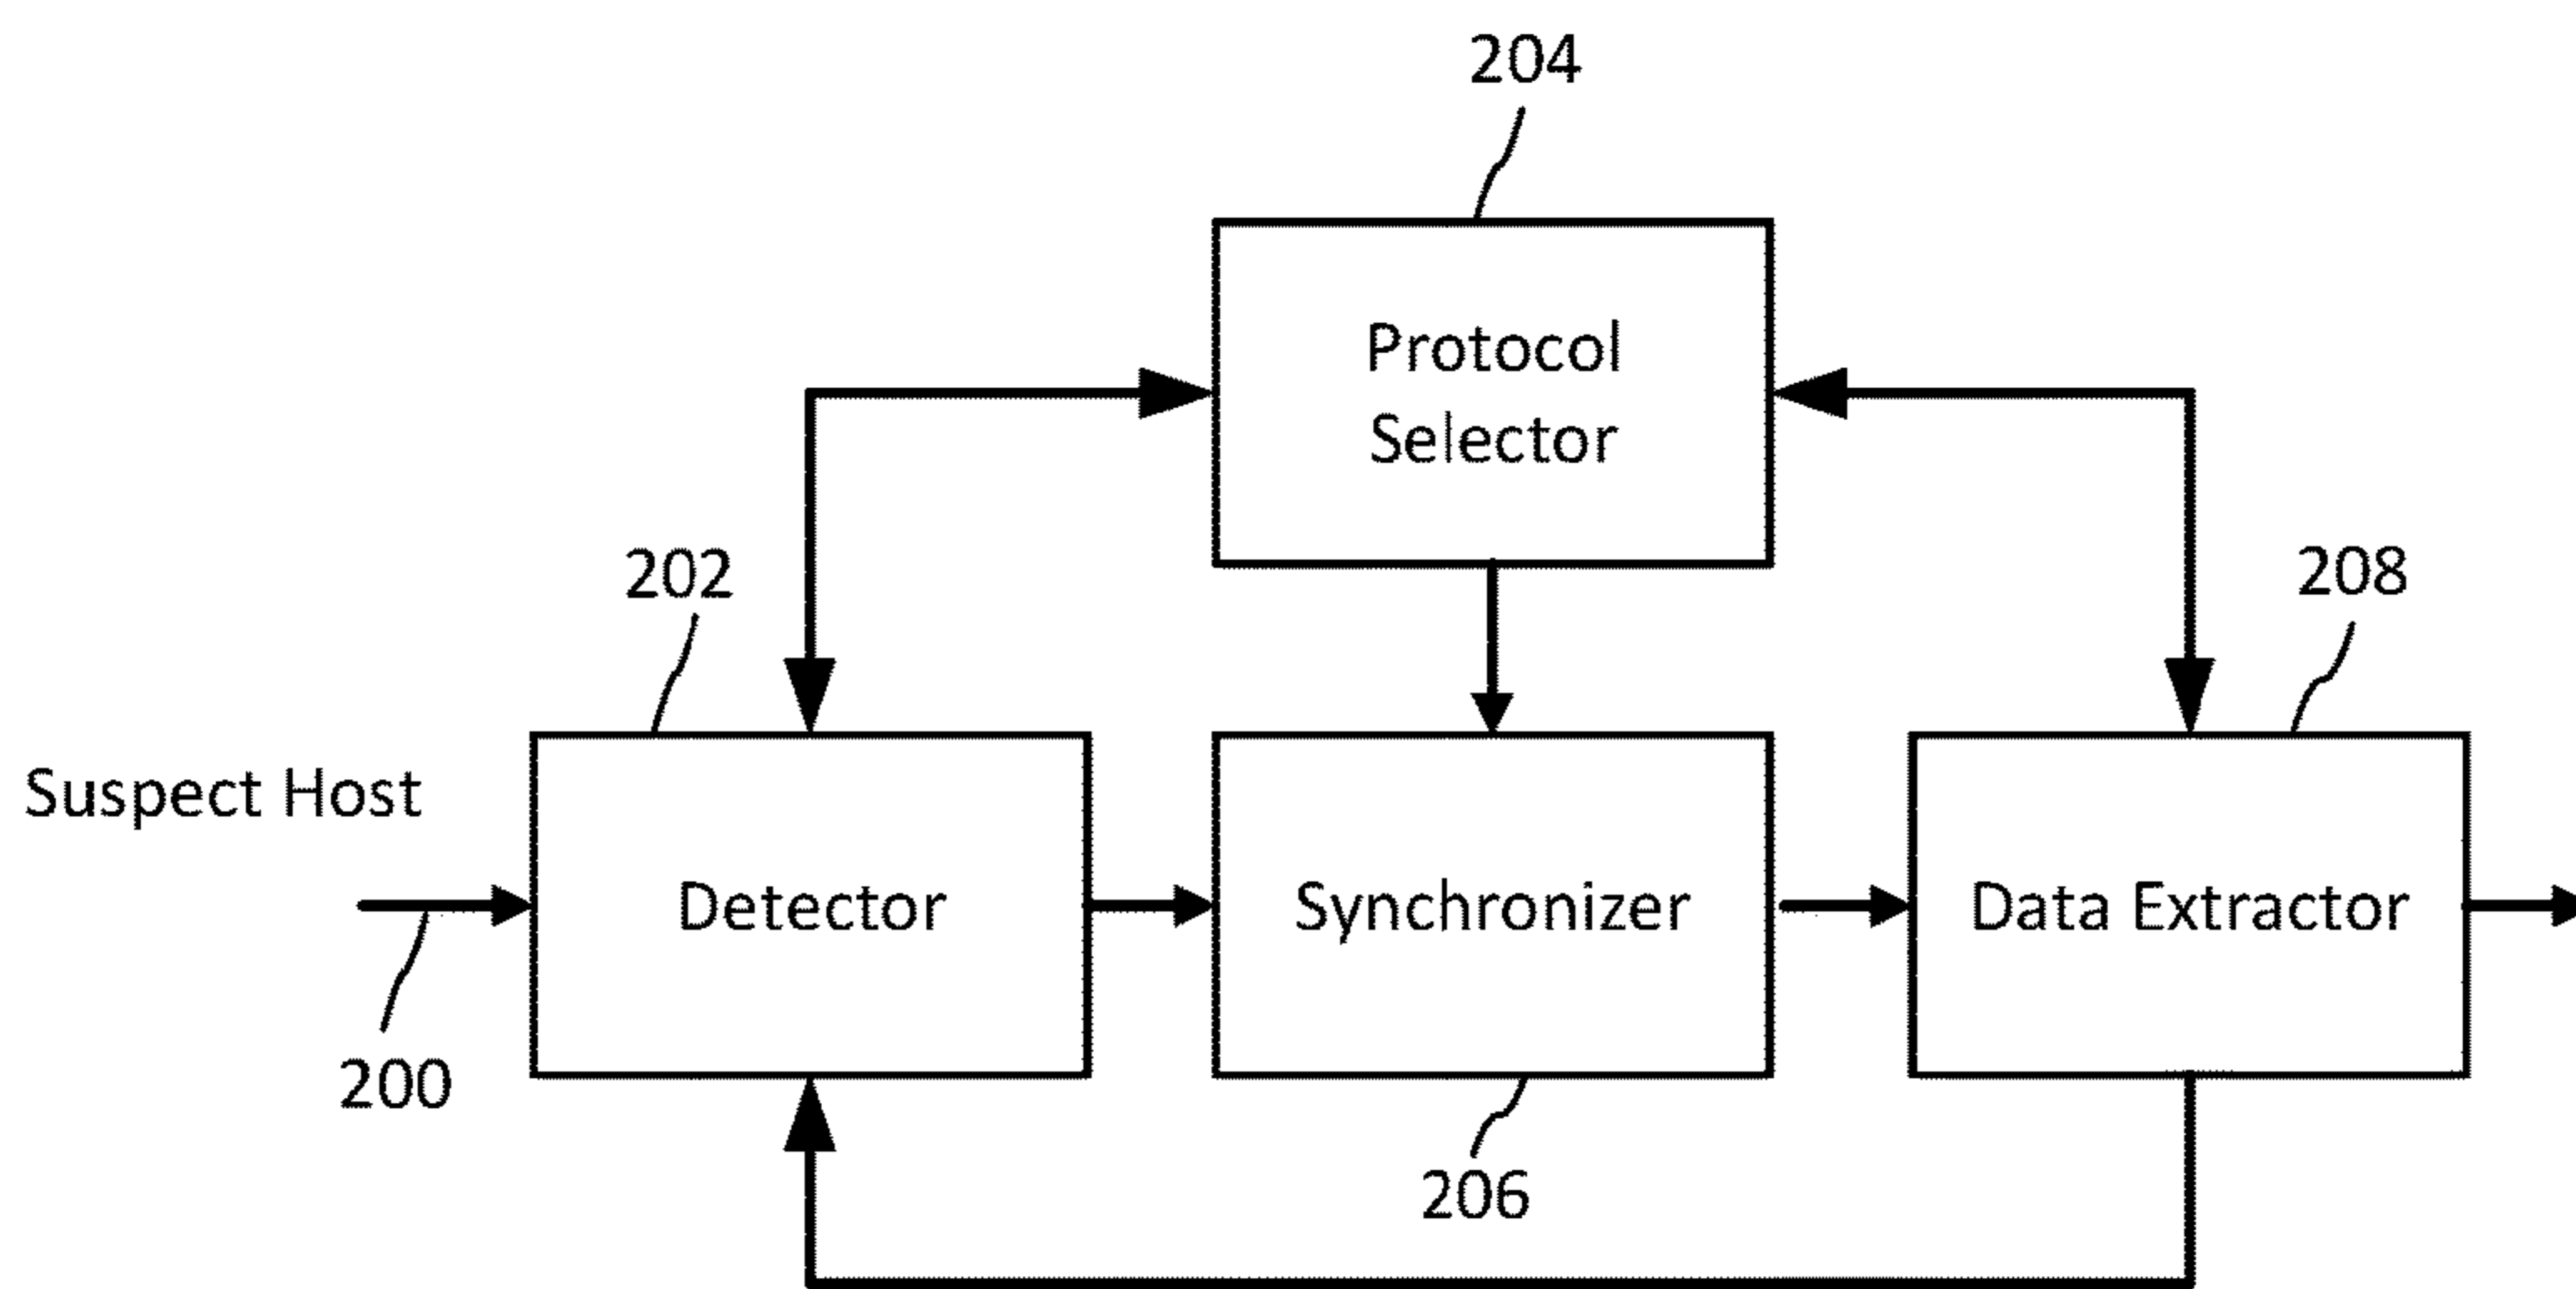 204
Protocol
Selector
202
208
Suspect Host
Detector
Synchronizer
Data Extractor
200
206